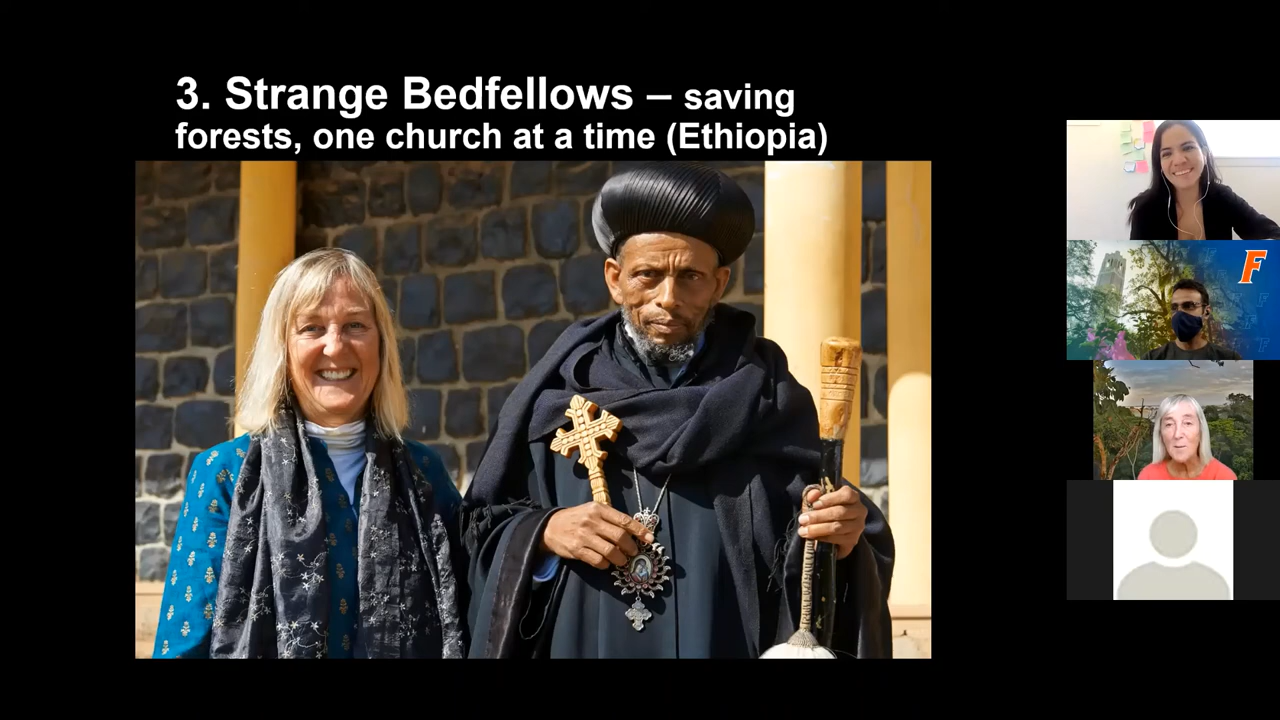 3. Strange Bedfellows – saving
forests, one church at a time (Ethiopia)
F